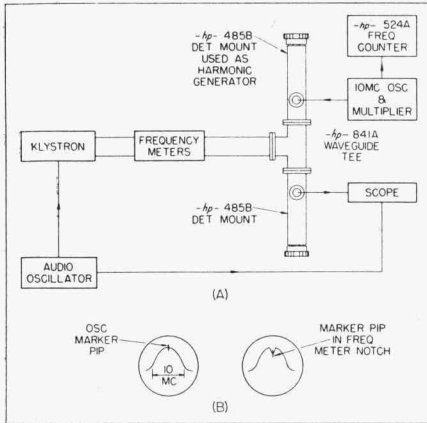 -hp- 485B
DET MOUNT
USED AS
HARMONIC
GENERATOR
-hp- 524A
FREQ
COUNTER
10MC OSC
&
MULTIPLIER
KLYSTRON
FREQUENCY
METERS
-hp- 841A
WAVEGUIDE
TEE
-hp- 485B
DET MOUNT
SCOPE
AUDIO
OSCILLATOR
(A)
OSC
MARKER
PIP
10
MC
MARKER PIP
IN FREQ
METER NOTCH
(B)